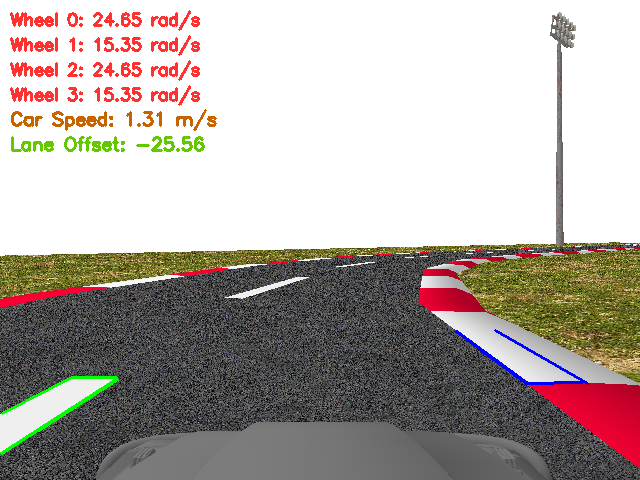 Wheel 0: 24.65 rad/s
Wheel 1: 15.35 rad/s
Wheel 2: 24.65 rad/s
Wheel 3: 15.35 rad/s
Car Speed: 1.31 m/s
Lane Offset: -25.56